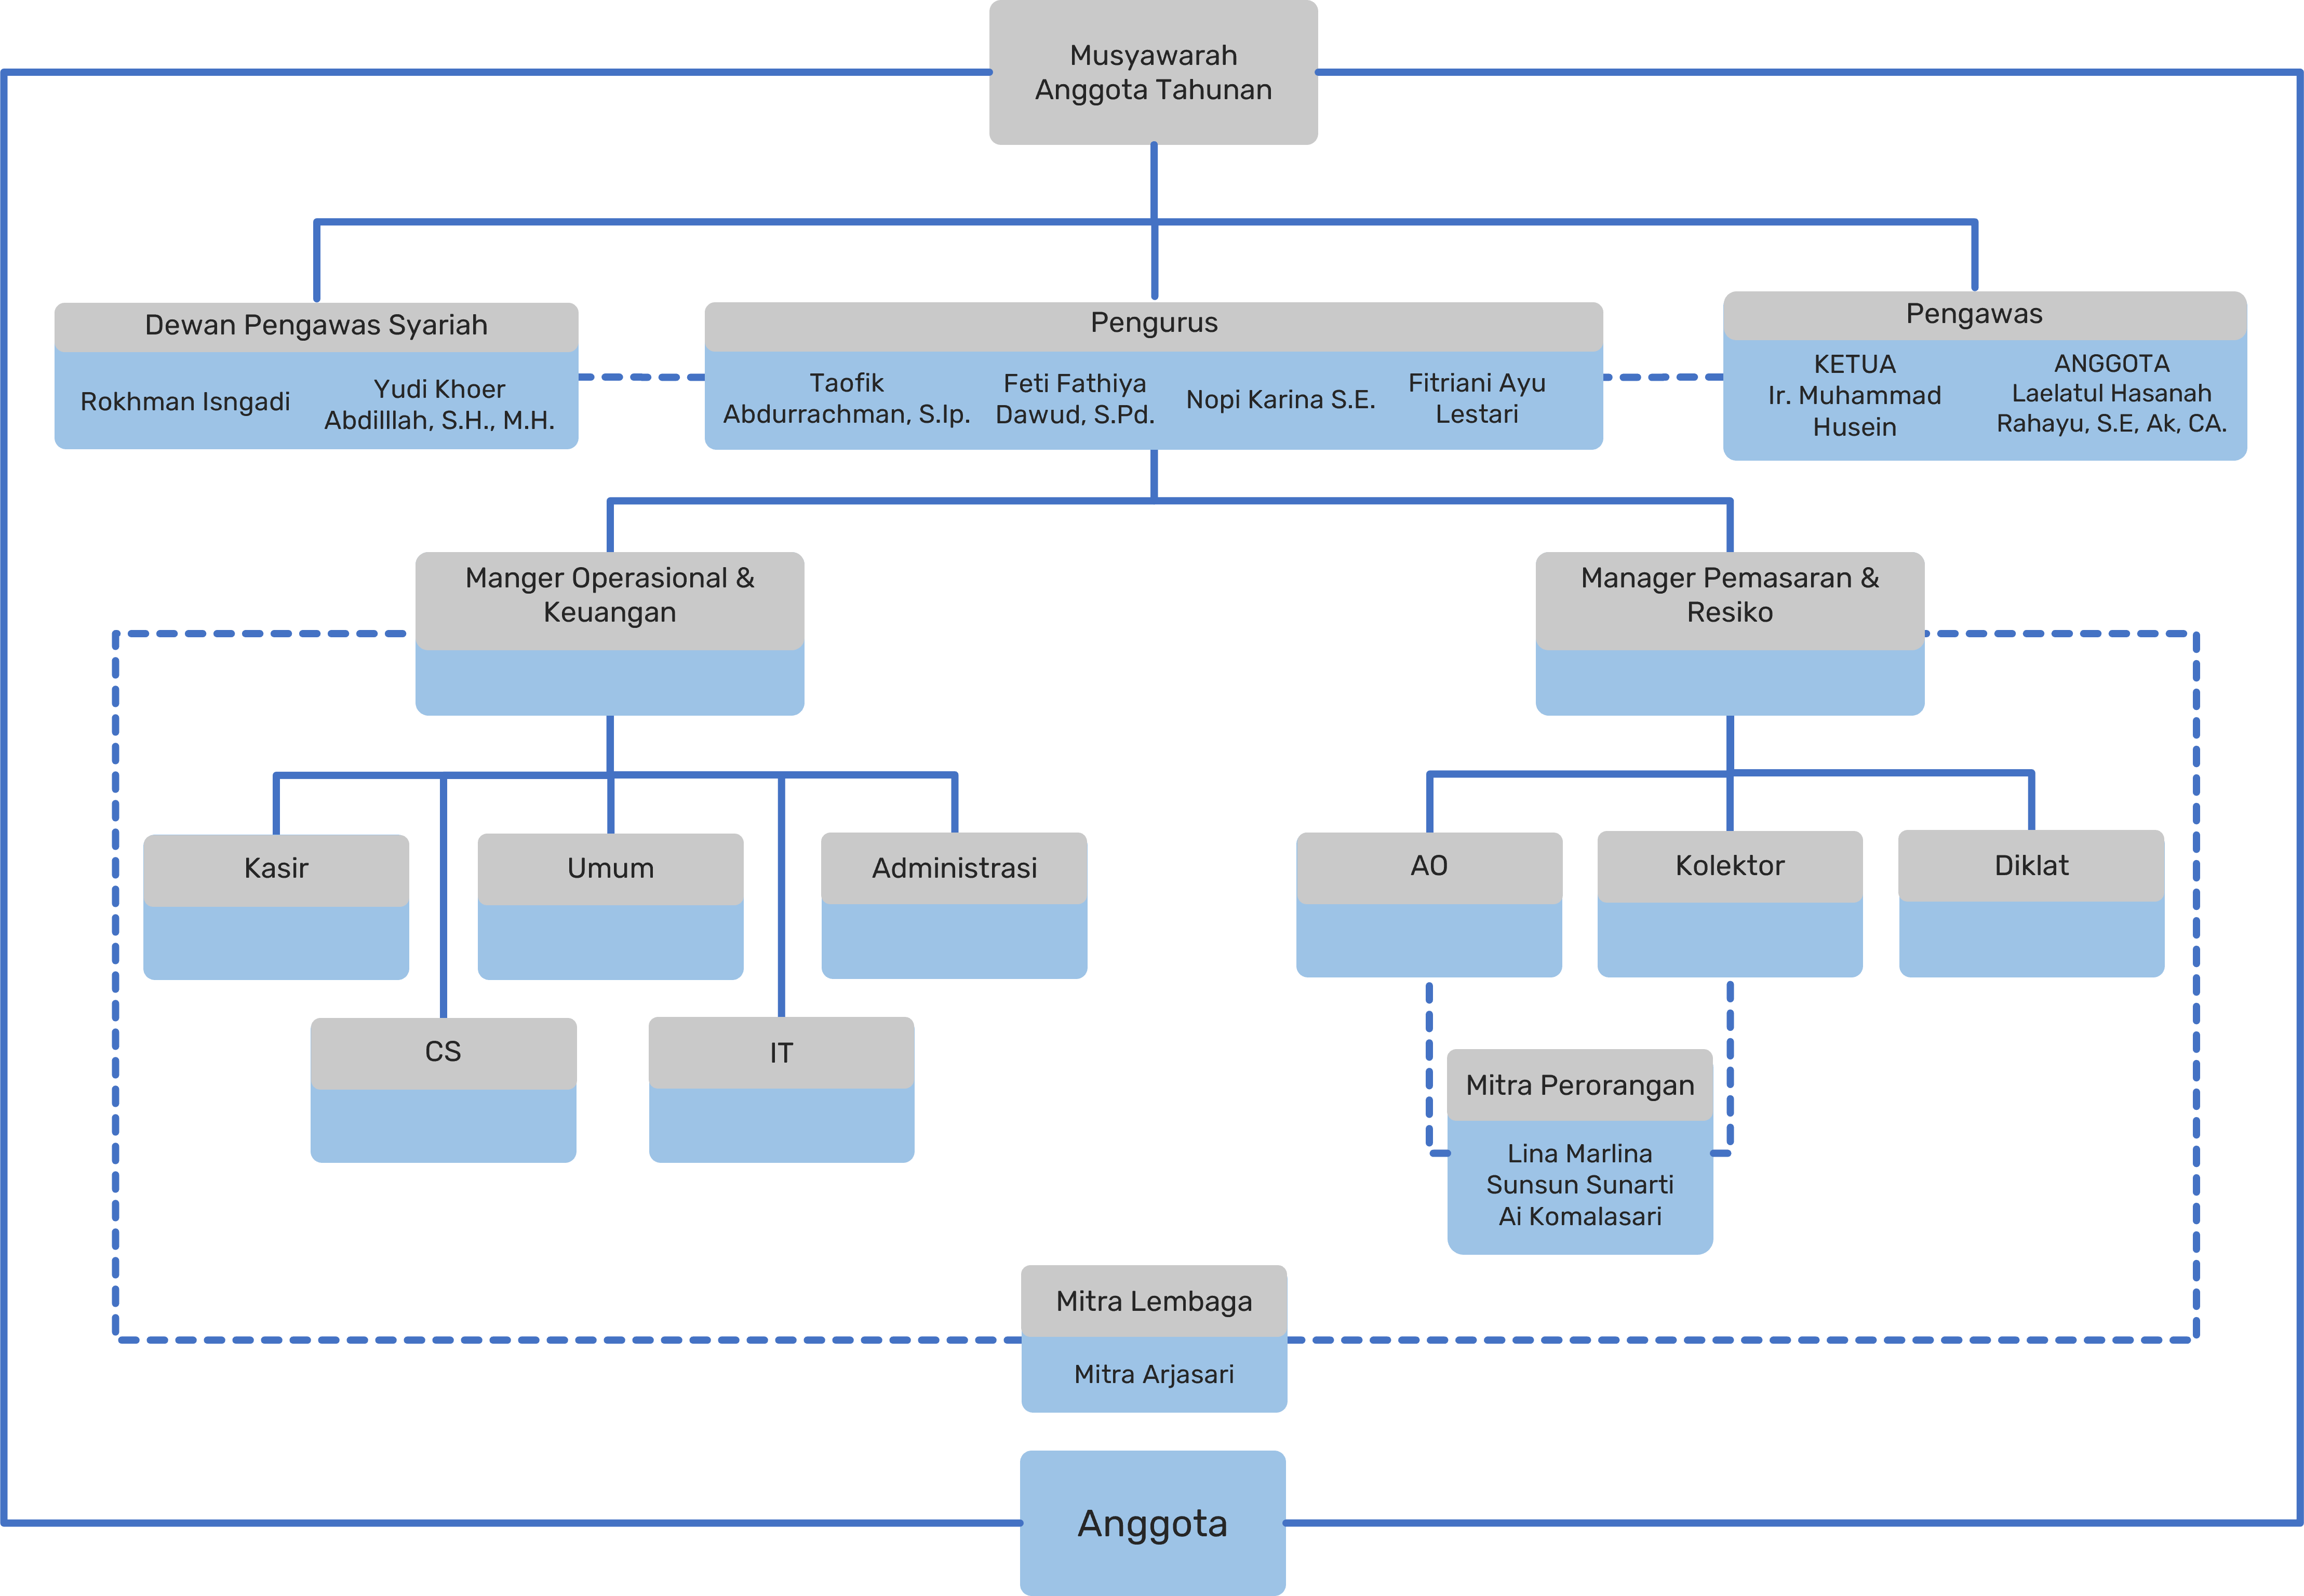 Musyawarah
Anggota Tahunan
Dewan Pengawas Syariah
Rokhman Isngadi
Yudi Khoer
Abdilllah, S.H., M.H.
Pengurus
Taofik
Abdurrachman, S.Ip.
Feti Fathiya
Dawud, S.Pd.
Nopi Karina S.E.
Fitriani Ayu
Lestari
Pengawas
KETUA
Ir. Muhammad
Husein
ANGGOTA
Laelatul Hasanah
Rahayu, S.E, Ak, CA.
Manger Operasional &
Keuangan
Manager Pemasaran &
Resiko
Kasir
Umum
Administrasi
CS
IT
AO
Kolektor
Diklat
Mitra Perorangan
Lina Marlina
Sunsun Sunarti
Ai Komalasari
Mitra Lembaga
Mitra Arjasari
Anggota